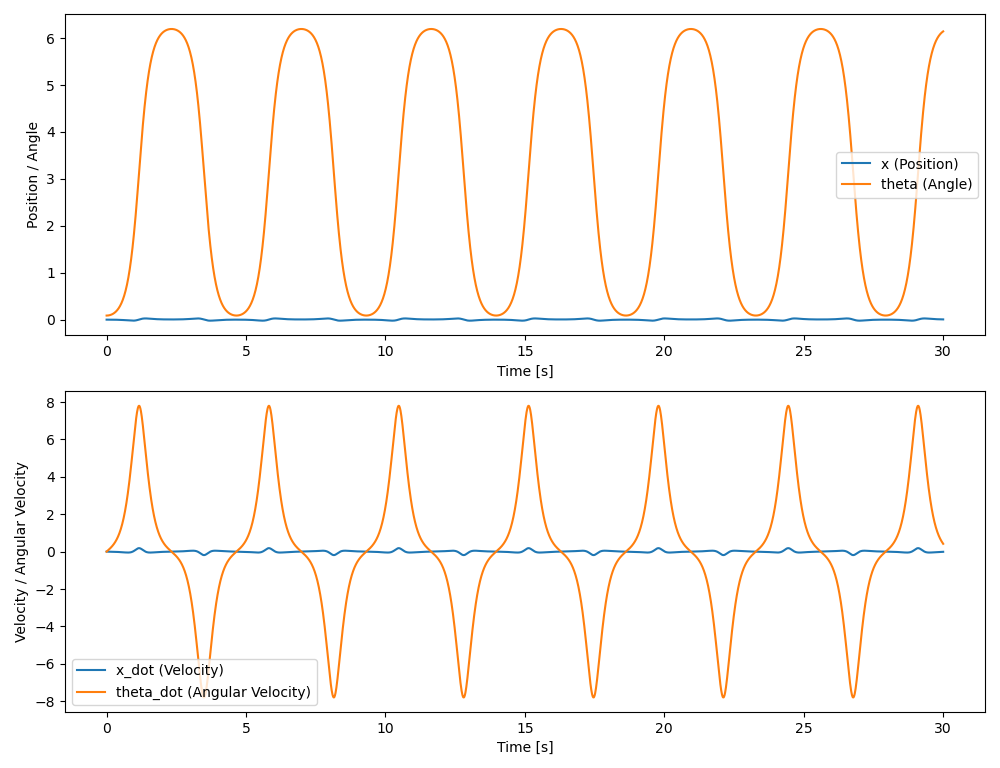 6
5
4
3
2
1
0
Position / Angle
x (Position)
theta (Angle)
0 5 10 15 20 25 30
Time [s]
8
6
4
2
0
−2
−4
−6
−8
Velocity / Angular Velocity
x_dot (Velocity)
theta_dot (Angular Velocity)
0 5 10 15 20 25 30
Time [s]